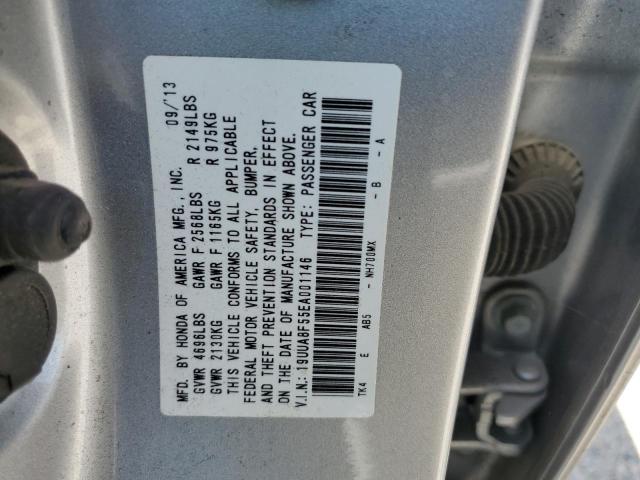 MFD. BY HONDA OF AMERICA MFG., INC. 09/'13
GVWR 4696LBS GAWR F 2568LBS R 2149LBS
GVWR 2130KG GAWR F 1165KG R 975KG
THIS VEHICLE CONFORMS TO ALL APPLICABLE
FEDERAL MOTOR VEHICLE SAFETY, BUMPER,
AND THEFT PREVENTION STANDARDS IN EFFECT
ON THE DATE OF MANUFACTURE SHOWN ABOVE.
V.I.N.: 19UUA8F55EA001146 TYPE: PASSENGER CAR
TK4 E AB5 - NH700MX - B - A